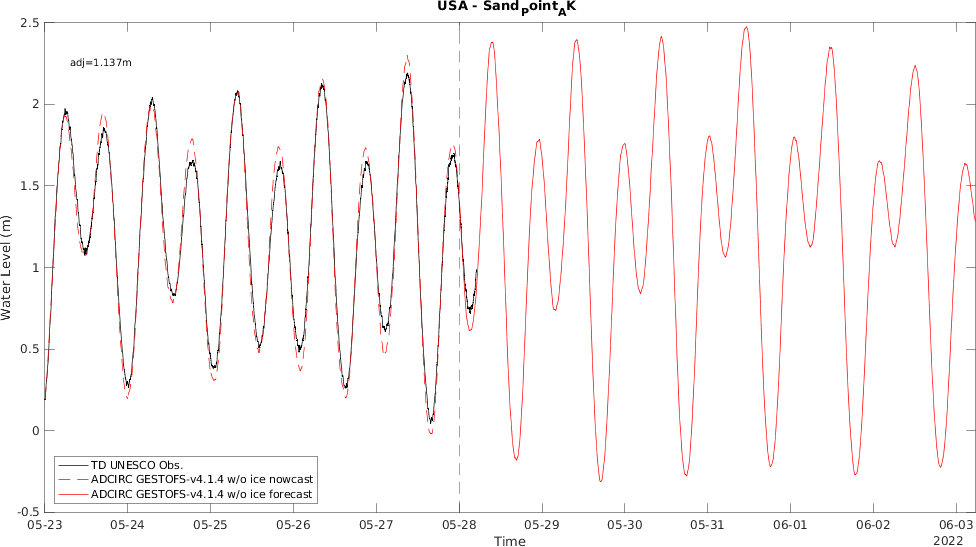 USA - SandPointAK
adj=1.137m
2.5
2
1.5
1
0.5
0
-0.5
Water Level (m)
TD UNESCO Obs.
ADCIRC GESTOFS-v4.1.4 w/o ice nowcast
ADCIRC GESTOFS-v4.1.4 w/o ice forecast
05-23 05-24 05-25 05-26 05-27 05-28 05-29 05-30 05-31 06-01 06-02 06-03
Time
2022